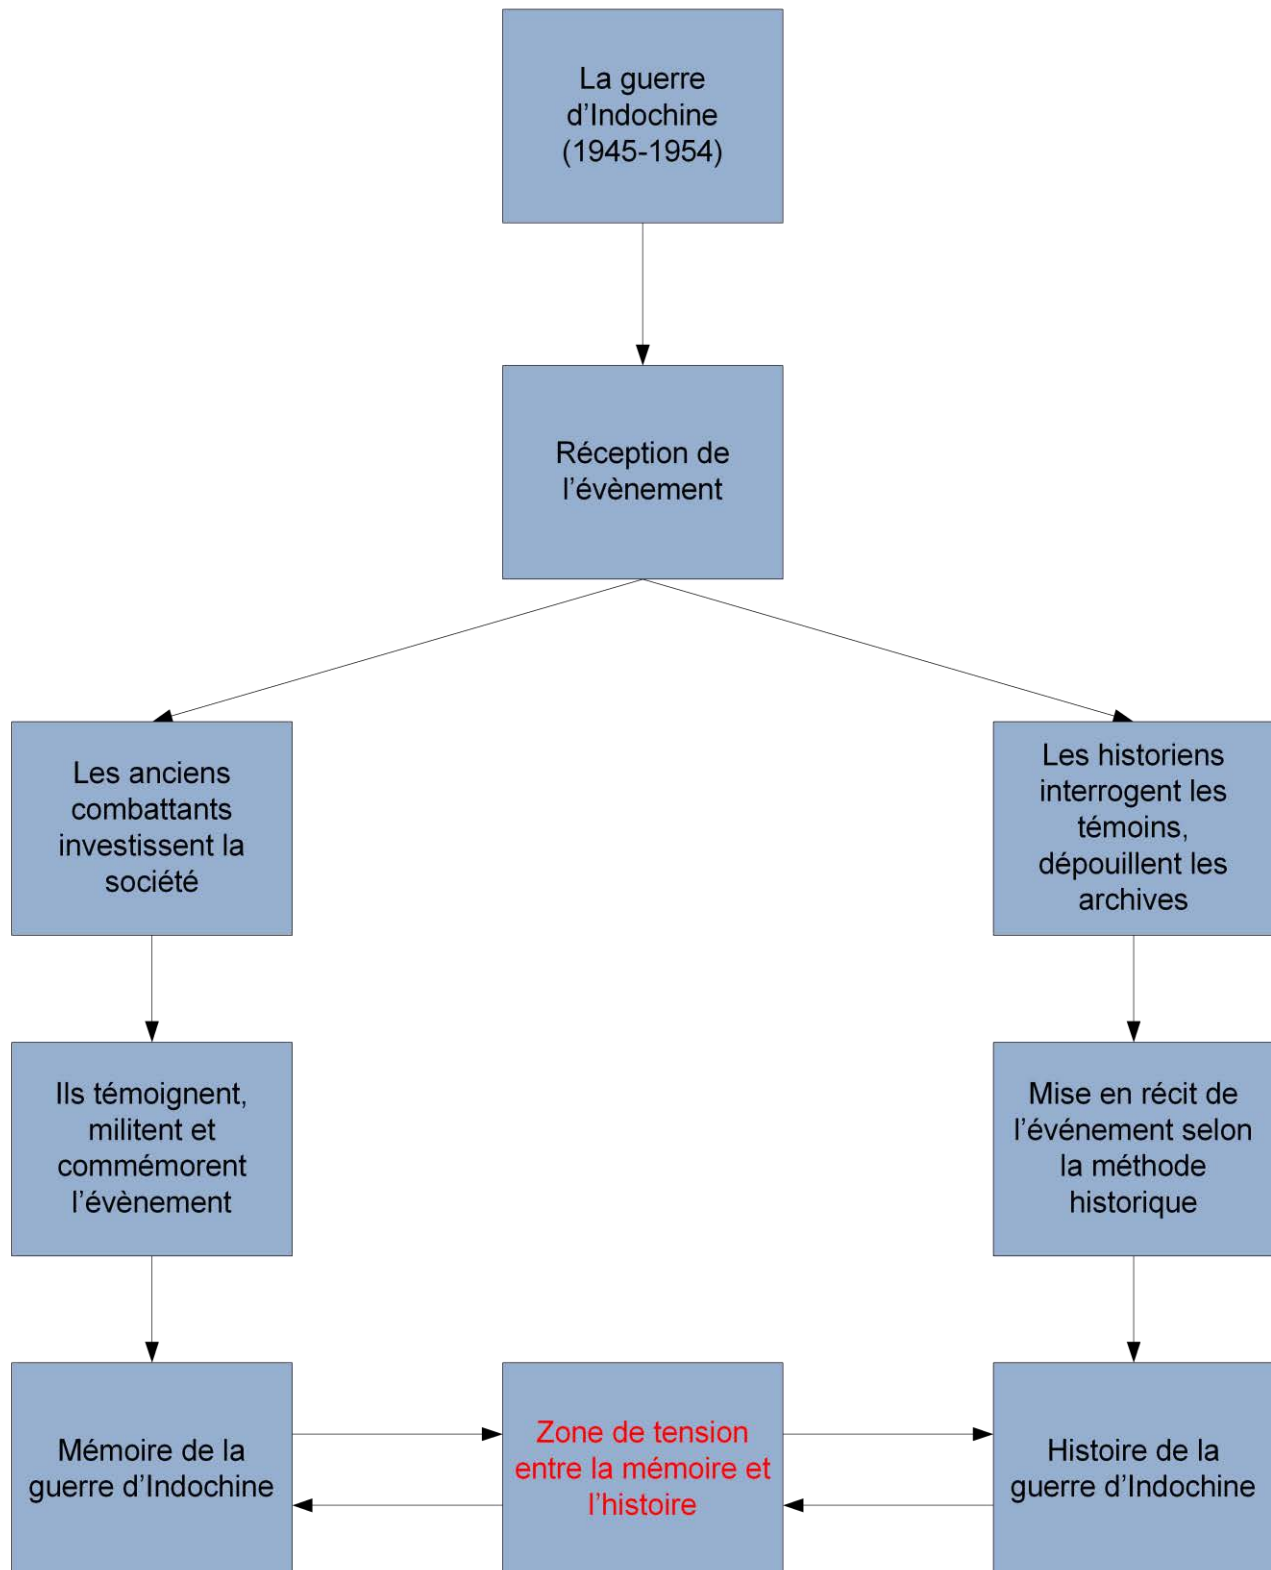 La guerre
d'Indochine
(1945-1954)
Réception de
l'évènement
Les anciens
combattants
investissent la
société
Les historiens
interrogent les
témoins,
dépouillent les
archives
Ils témoignent,
militent et
commémorent
l'évènement
Mise en récit de
l'événement selon
la méthode
historique
Mémoire de la
guerre d'Indochine
Zone de tension
entre la mémoire et
l'histoire
Histoire de la
guerre d'Indochine